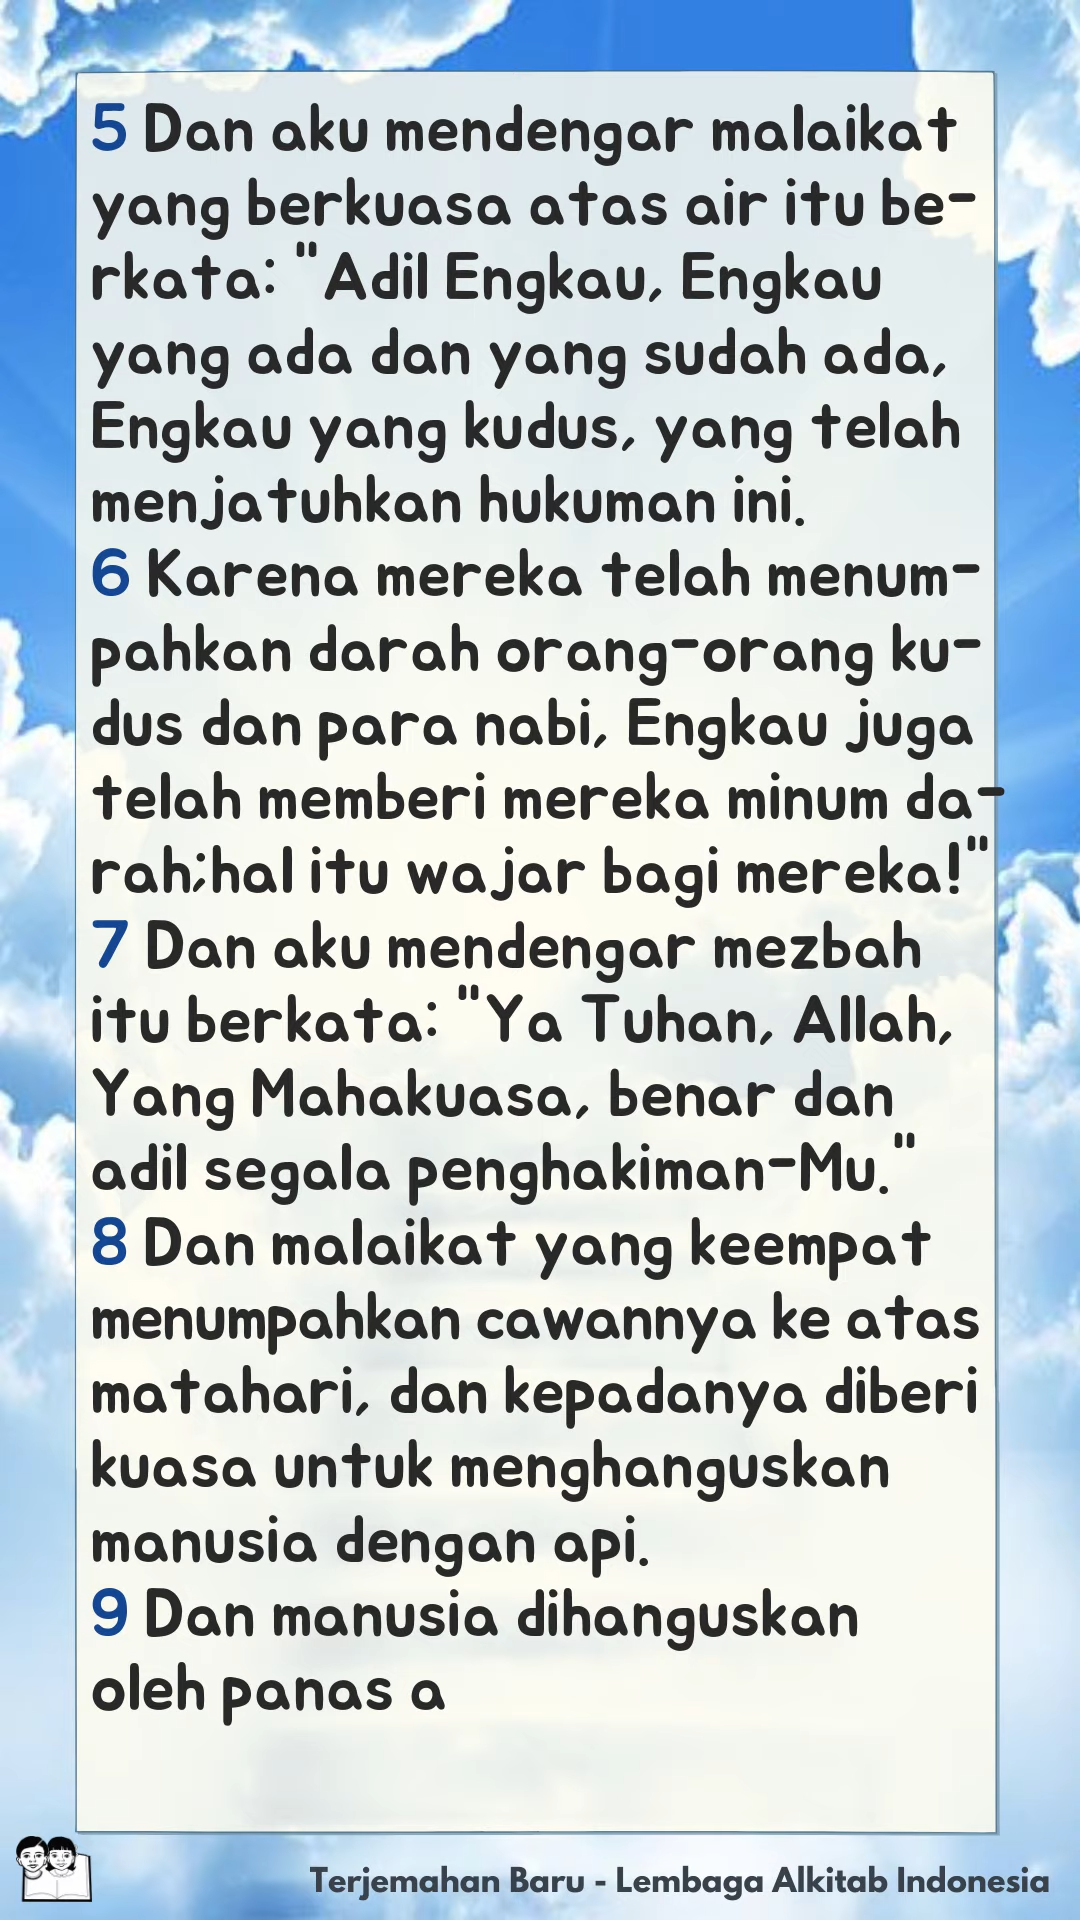 5 Dan aku mendengar malaikat
yang berkuasa atas air itu be-
rkata: "Adil Engkau, Engkau
yang ada dan yang sudah ada,
Engkau yang kudus, yang telah
menjatuhkan hukuman ini.
6 Karena mereka telah menum-
pahkan darah orang-orang ku-
dus dan para nabi, Engkau juga
telah memberi mereka minum da-
rah;hal itu wajar bagi mereka!"
7 Dan aku mendengar mezbah
itu berkata: "Ya Tuhan, Allah,
Yang Mahakuasa, benar dan
adil segala penghakiman-Mu."
8 Dan malaikat yang keempat
menumpahkan cawannya ke atas
matahari, dan kepadanya diberi
kuasa untuk menghanguskan
manusia dengan api.
9 Dan manusia dihanguskan
oleh panas a
Terjemahan Baru - Lembaga Alkitab Indonesia